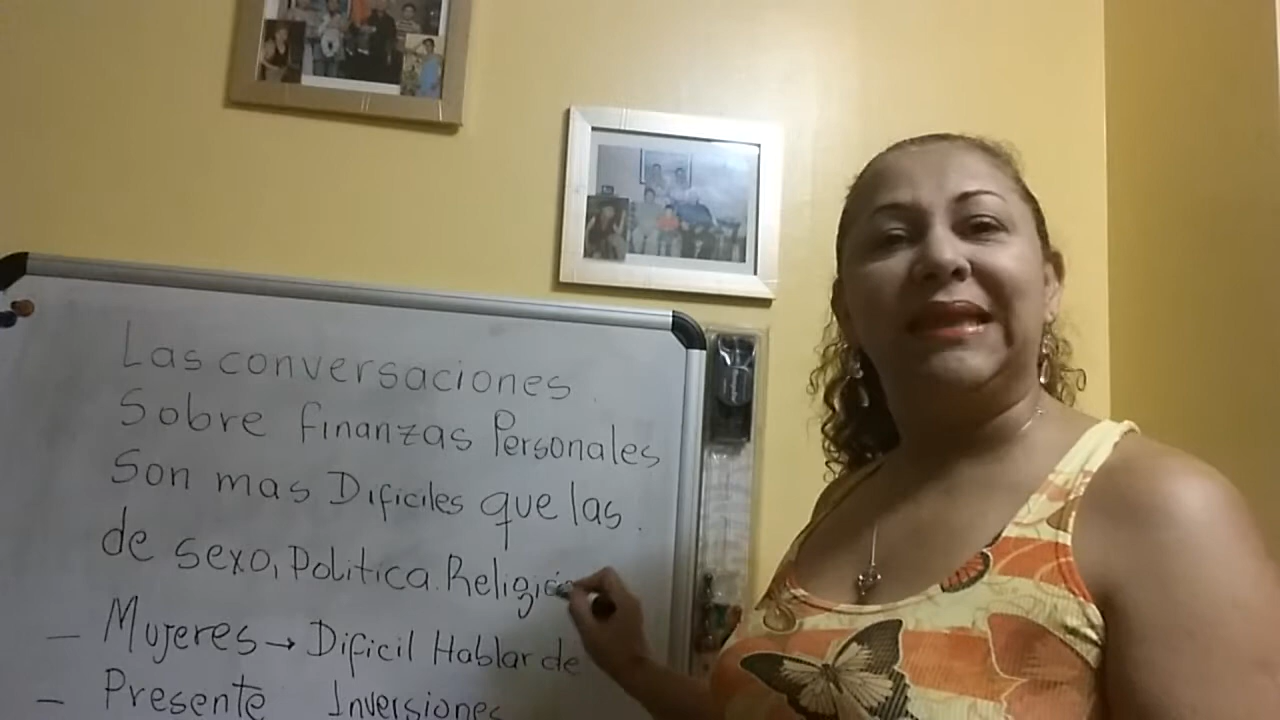 Las conversaciones
Sobre finanzas Personales
Son mas Dificiles que las
de sexo, Politica. Religión
— Mujeres → Dificil Hablar de
— Presente Inversiones